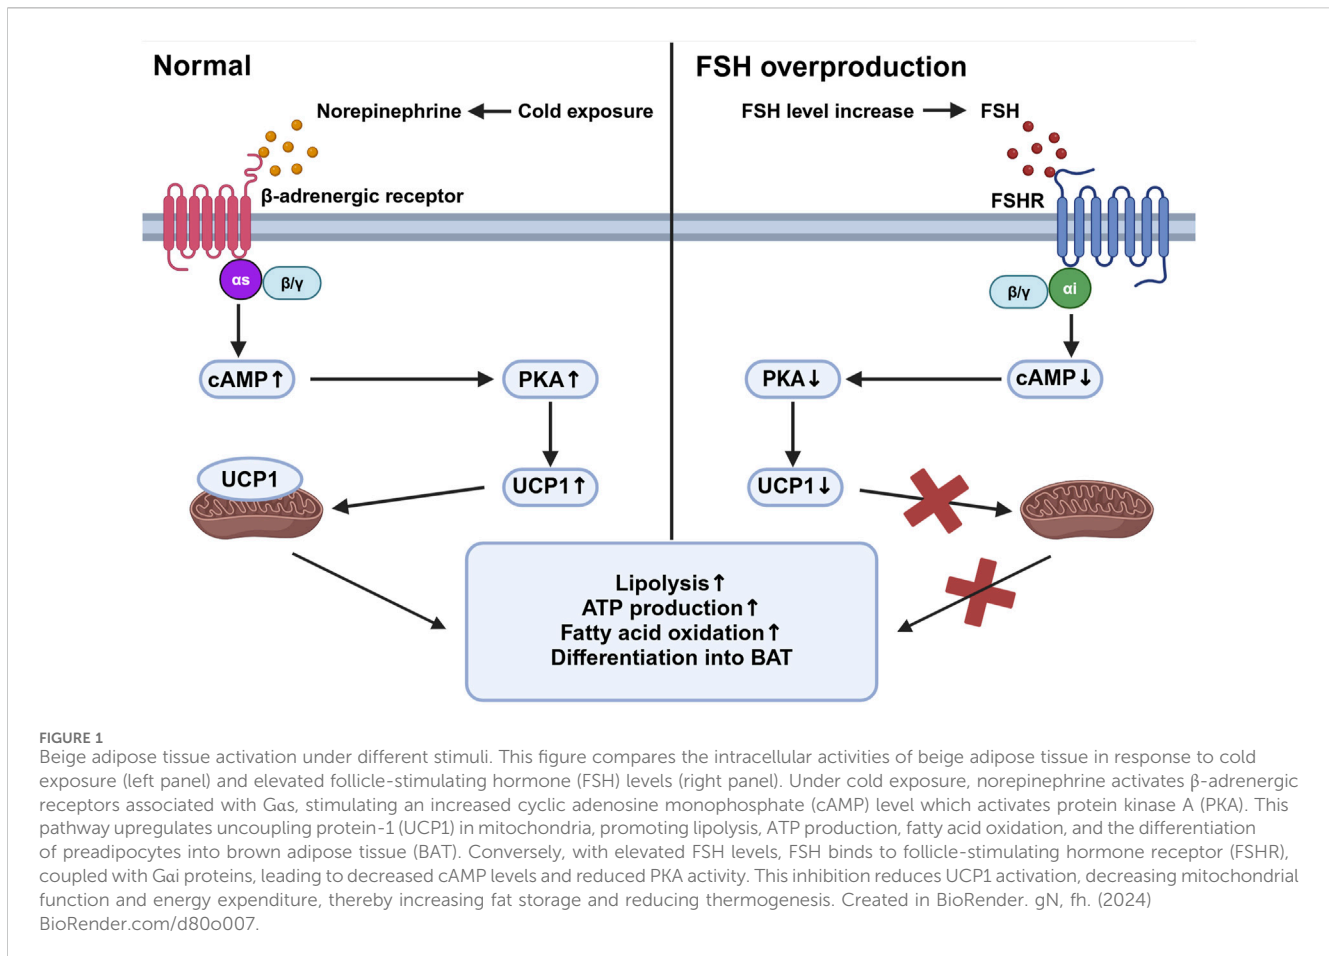 Normal
FSH overproduction
Norepinephrine
Cold exposure
FSH level increase
FSH
β-adrenergic receptor
FSHR
αs
β/γ
β/γ
αi
cAMP↑
PKA↑
PKA↓
cAMP↓
UCP1
UCP1↑
UCP1↓
Lipolysis↑
ATP production↑
Fatty acid oxidation↑
Differentiation into BAT
FIGURE 1
Beige adipose tissue activation under different stimuli. This figure compares the intracellular activities of beige adipose tissue in response to cold
exposure (left panel) and elevated follicle-stimulating hormone (FSH) levels (right panel). Under cold exposure, norepinephrine activates β-adrenergic
receptors associated with Gαs, stimulating an increased cyclic adenosine monophosphate (cAMP) level which activates protein kinase A (PKA). This
pathway upregulates uncoupling protein-1 (UCP1) in mitochondria, promoting lipolysis, ATP production, fatty acid oxidation, and the differentiation
of preadipocytes into brown adipose tissue (BAT). Conversely, with elevated FSH levels, FSH binds to follicle-stimulating hormone receptor (FSHR),
coupled with Gαi proteins, leading to decreased cAMP levels and reduced PKA activity. This inhibition reduces UCP1 activation, decreasing mitochondrial
function and energy expenditure, thereby increasing fat storage and reducing thermogenesis. Created in BioRender. gN, fh. (2024)
BioRender.com/d80o007.